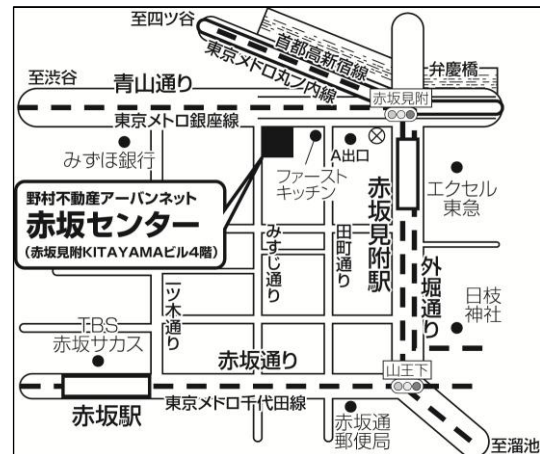 至四ツ谷
首都高新宿線
東京メトロ丸ノ内線
弁慶橋
至渋谷
青山通り
赤坂見附
東京メトロ銀座線
みずほ銀行
ファースト
キッチン
A出口
エクセル
東急
野村不動産アーバンネット
赤坂センター
(赤坂見附KITAYAMAビル4階)
みすじ通り
田町通り
赤坂見附駅
外堀通り
一ツ木通り
日枝
神社
TBS
赤坂サカス
赤坂通り
山王下
赤坂駅
東京メトロ千代田線
赤坂通
郵便局
至溜池